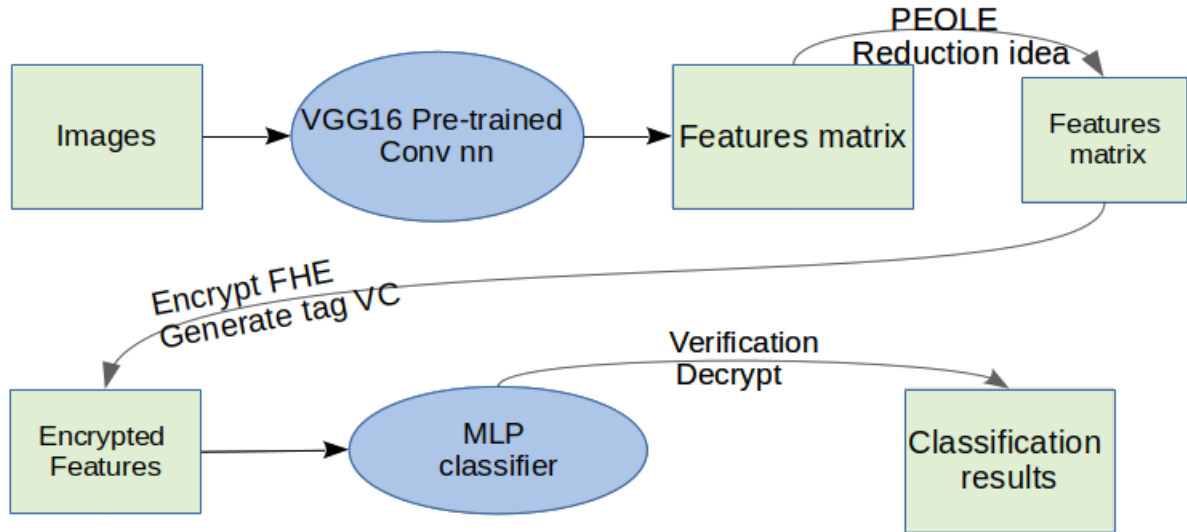 PEOLE
Reduction idea
Images
VGG16 Pre-trained
Conv nn
Features matrix
Features
matrix
Encrypt FHE
Generate tag VC
Verification
Decrypt
Encrypted
Features
MLP
classifier
Classification
results